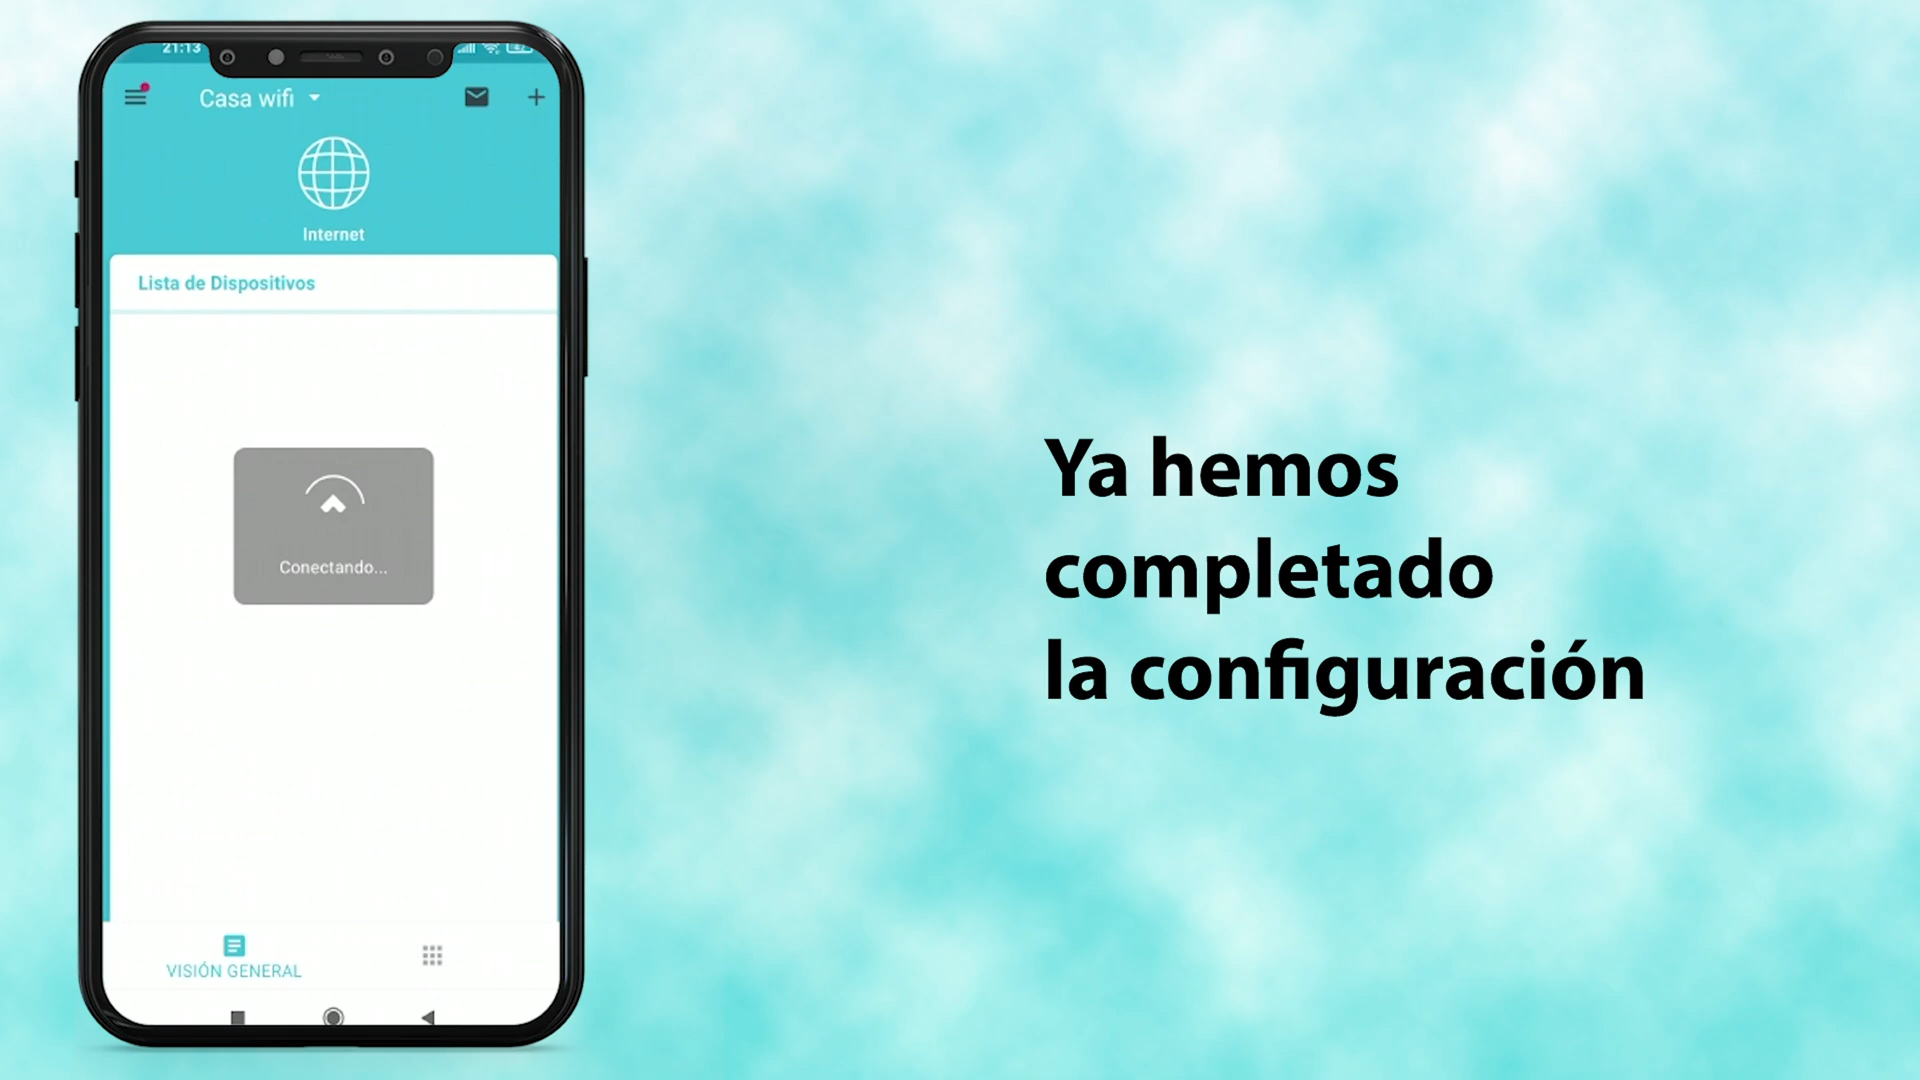 21:13
Casa wifi
Internet
Lista de Dispositivos
Conectando...
VISIÓN GENERAL
Ya hemos
completado
la configuración